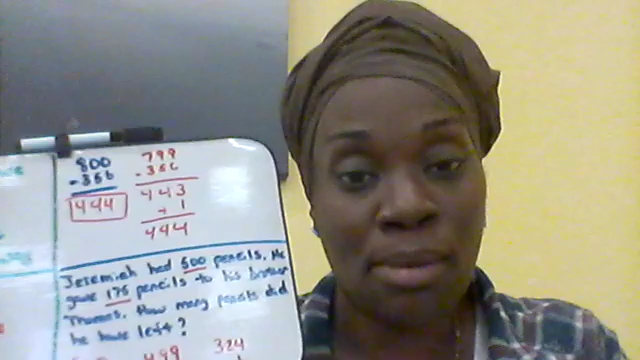 800
- 356
444
799
- 356
443
+ 1
444
Jeremiah had 500 pencils. He
gave 176 pencils to his brother
Thomas. How many pencils did
he have left?
499
324